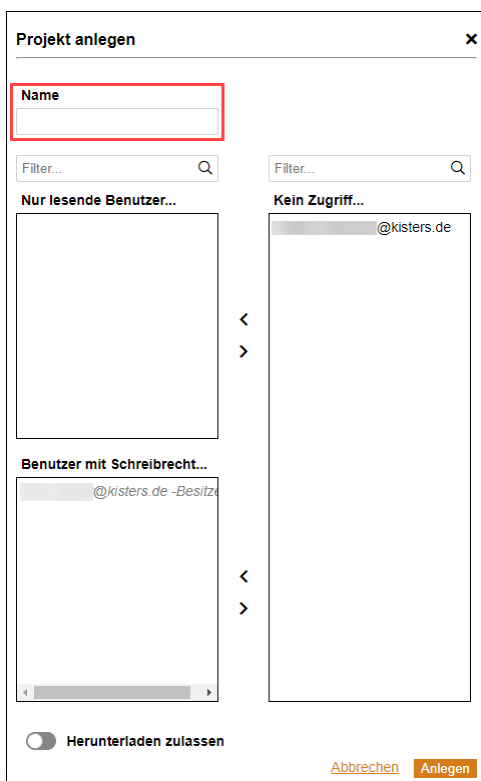 Projekt anlegen
Name
Filter...
Filter...
Nur lesende Benutzer...
Kein Zugriff...
@kisters.de
Benutzer mit Schreibrecht...
@kisters.de -Besitze
Herunterladen zulassen
Abbrechen
Anlegen